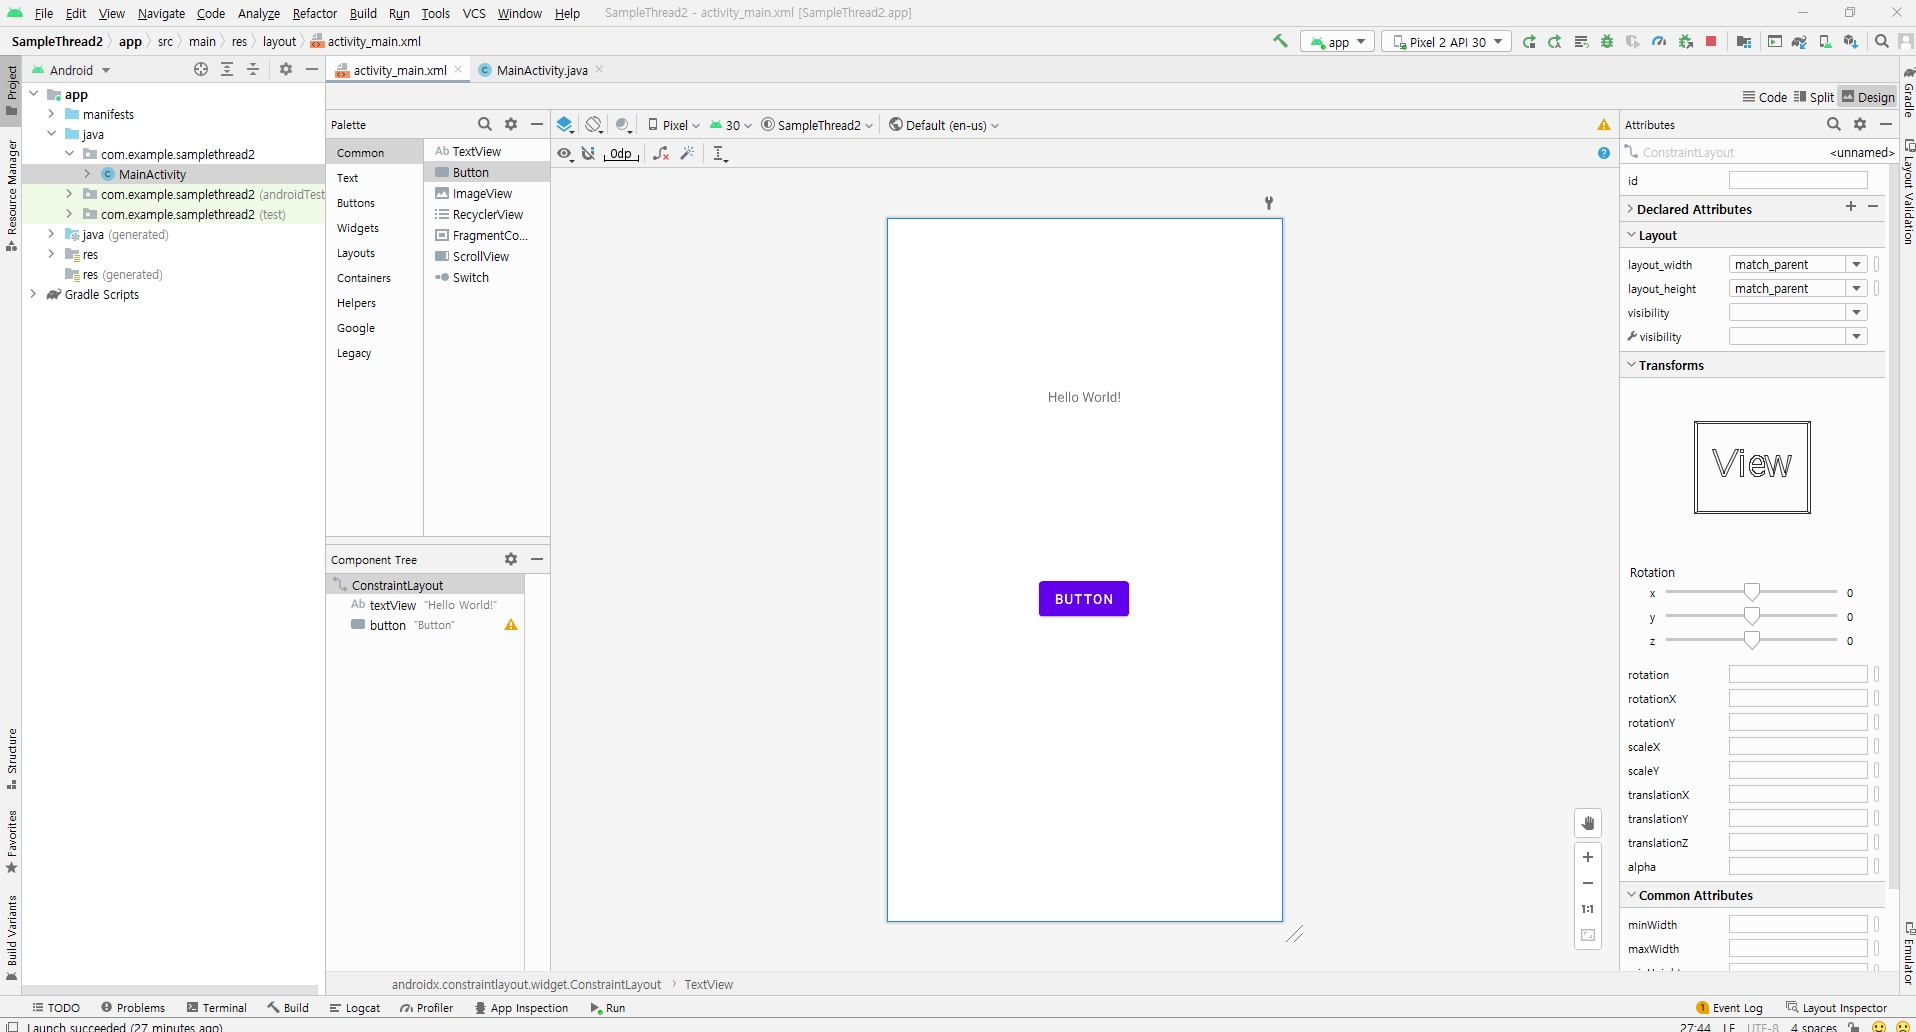 File Edit View Navigate Code Analyze Refactor Build Run Tools VCS Window Help SampleThread2 - activity_main.xml [SampleThread2.app]
SampleThread2 app src main res layout activity_main.xml
app
Pixel 2 API 30
Project
Resource Manager
Structure
Favorites
Build Variants
Android
app
manifests
java
com.example.samplethread2
MainActivity
com.example.samplethread2 (androidTest
com.example.samplethread2 (test)
java (generated)
res
res (generated)
Gradle Scripts
activity_main.xml
MainActivity.java
Code Split Design
Palette
Common
Text
Buttons
Widgets
Layouts
Containers
Helpers
Google
Legacy
Ab TextView
Button
ImageView
RecyclerView
FragmentCo...
ScrollView
Switch
Component Tree
ConstraintLayout
Ab textView "Hello World!"
button "Button"
Pixel 30 SampleThread2 Default (en-us)
0dp
Hello World!
BUTTON
1:1
androidx.constraintlayout.widget.ConstraintLayout TextView
Attributes
ConstraintLayout <unnamed>
id
Declared Attributes
Layout
layout_width match_parent
layout_height match_parent
visibility
visibility
Transforms
View
Rotation
x 0
y 0
z 0
rotation
rotationX
rotationY
scaleX
scaleY
translationX
translationY
translationZ
alpha
Common Attributes
minWidth
maxWidth
Gradle
Layout Validation
Emulator
TODO Problems Terminal Build Logcat Profiler App Inspection Run
1 Event Log Layout Inspector
Launch succeeded (27 minutes ago)
27:44 LF UTF-8 4 spaces